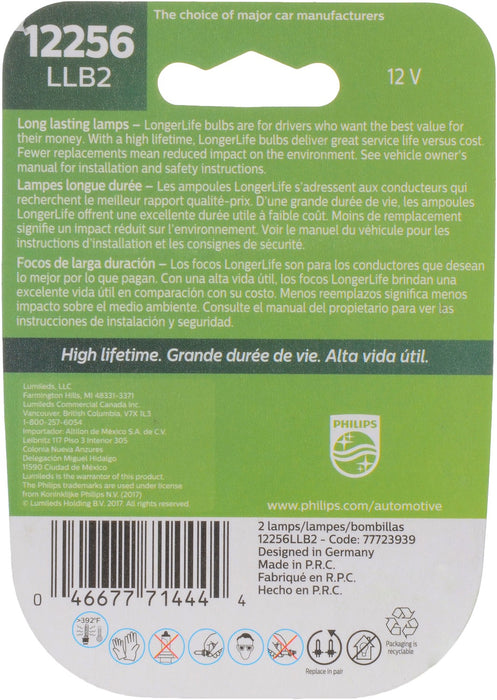 The choice of major car manufacturers
12256
LLB2
12 V
Long lasting lamps – LongerLife bulbs are for drivers who want the best value for
their money. With a high lifetime, LongerLife bulbs deliver great service life versus cost.
Fewer replacements mean reduced impact on the environment. See vehicle owner's
manual for installation and safety instructions.
Lampes longue durée – Les ampoules LongerLife s'adressent aux conducteurs qui
recherchent le meilleur rapport qualité-prix. D'une grande durée de vie, les ampoules
LongerLife offrent une excellente durée utile à faible coût. Moins de remplacement
signifie un impact réduit sur l'environnement. Voir le manuel du véhicule pour les
instructions d'installation et les consignes de sécurité.
Focos de larga duración – Los focos LongerLife son para los conductores que desean
lo mejor por lo que pagan. Con una alta vida útil, los focos LongerLife brindan una
excelente vida útil en comparación con su costo. Menos reemplazos significa menos
impacto sobre el medio ambiente. Consulte el manual del propietario para ver las
instrucciones de instalación y seguridad.
High lifetime. Grande durée de vie. Alta vida útil.
Lumileds, LLC
Farmington Hills, MI 48331-3371
Lumileds Commercial Canada Inc.
Vancouver, British Columbia, V7X 1L3
1-800-257-6054
Importador: Altilon de México S.A. de C.V.
Leibnitz 117 Piso 3 Interior 305
Colonia Nueva Anzures
Delegación Miguel Hidalgo
11590 Ciudad de México
Lumileds is the warrantor of this product.
The Philips trademarks are used under license
from Koninklijke Philips N.V. (2017)
© Lumileds Holding B.V. 2017. All rights reserved.
PHILIPS
www.philips.com/automotive
2 lamps/lampes/bombillas
12256LLB2 - Code: 77723939
Designed in Germany
Made in P.R.C.
Fabriqué en R.P.C.
Hecho en P.R.C.
0 46677 71444 4
>392°F
Replace in pair
Packaging is
recyclable